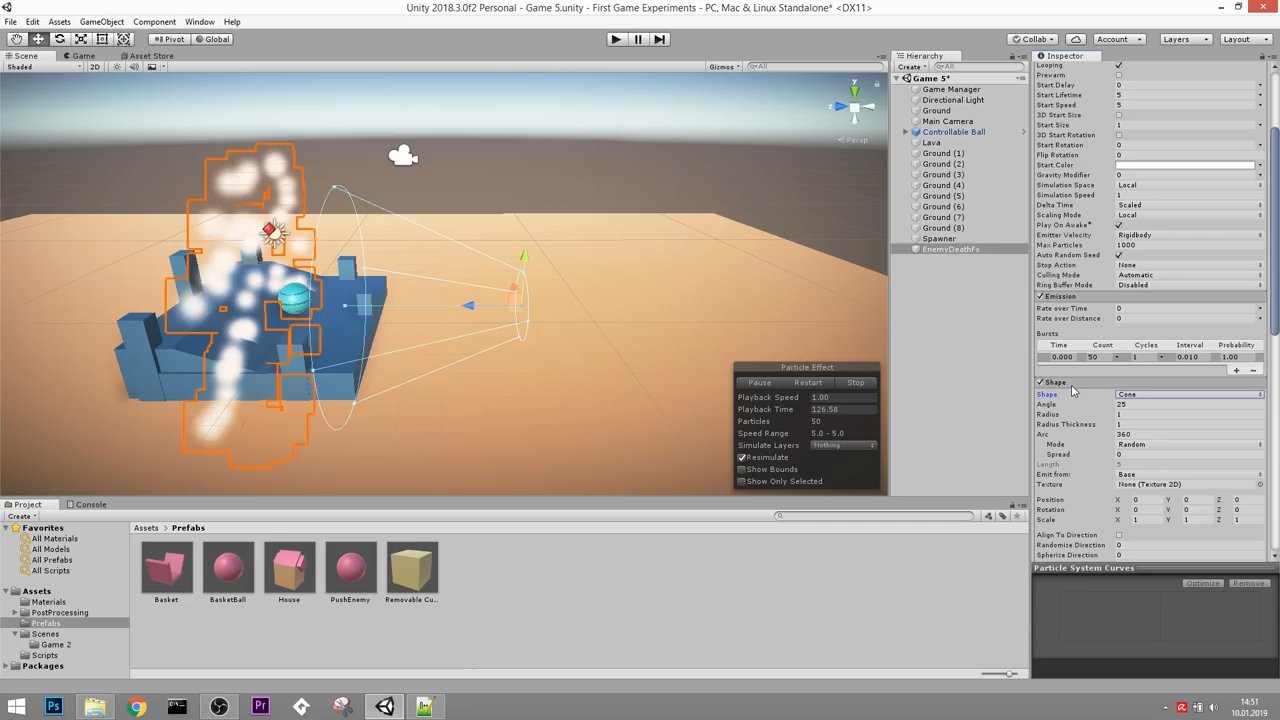 Unity 2018.3.0f2 Personal - Game 5.unity - First Game Experiments - PC, Mac & Linux Standalone* <DX11>
File Edit Assets GameObject Component Window Help
Pivot Global Collab Account Layers Layout
Scene Game Asset Store
Shaded 2D Gizmos All
y
z
Persp
Particle Effect
Pause Restart Stop
Playback Speed 1.00
Playback Time 126.58
Particles 50
Speed Range 5.0 - 5.0
Simulate Layers Nothing
Resimulate
Show Bounds
Show Only Selected
Hierarchy
Create All
Game 5*
Game Manager
Directional Light
Ground
Main Camera
Controllable Ball
Lava
Ground (1)
Ground (2)
Ground (3)
Ground (4)
Ground (5)
Ground (6)
Ground (7)
Ground (8)
Spawner
EnemyDeathFx
Inspector
Looping
Prewarm
Start Delay 0
Start Lifetime 5
Start Speed 5
3D Start Size
Start Size 1
3D Start Rotation
Start Rotation 0
Flip Rotation 0
Start Color
Gravity Modifier 0
Simulation Space Local
Simulation Speed 1
Delta Time Scaled
Scaling Mode Local
Play On Awake*
Emitter Velocity Rigidbody
Max Particles 1000
Auto Random Seed
Stop Action None
Culling Mode Automatic
Ring Buffer Mode Disabled
Emission
Rate over Time 0
Rate over Distance 0
Bursts
Time Count Cycles Interval Probability
0.000 50 1 0.010 1.00
Shape
Shape Cone
Angle 25
Radius 1
Radius Thickness 1
Arc 360
Mode Random
Spread 0
Length 5
Emit from: Base
Texture None (Texture 2D)
Position X 0 Y 0 Z 0
Rotation X 0 Y 0 Z 0
Scale X 1 Y 1 Z 1
Align To Direction
Randomize Direction 0
Spherize Direction 0
Particle System Curves
Optimize Remove
Project Console
Create
Favorites
All Materials
All Models
All Prefabs
All Scripts
Assets
Materials
PostProcessing
Prefabs
Scenes
Game 2
Scripts
Packages
Assets Prefabs
Basket BasketBall House PushEnemy Removable Cu...
Ps Pr
14:51
10.01.2019